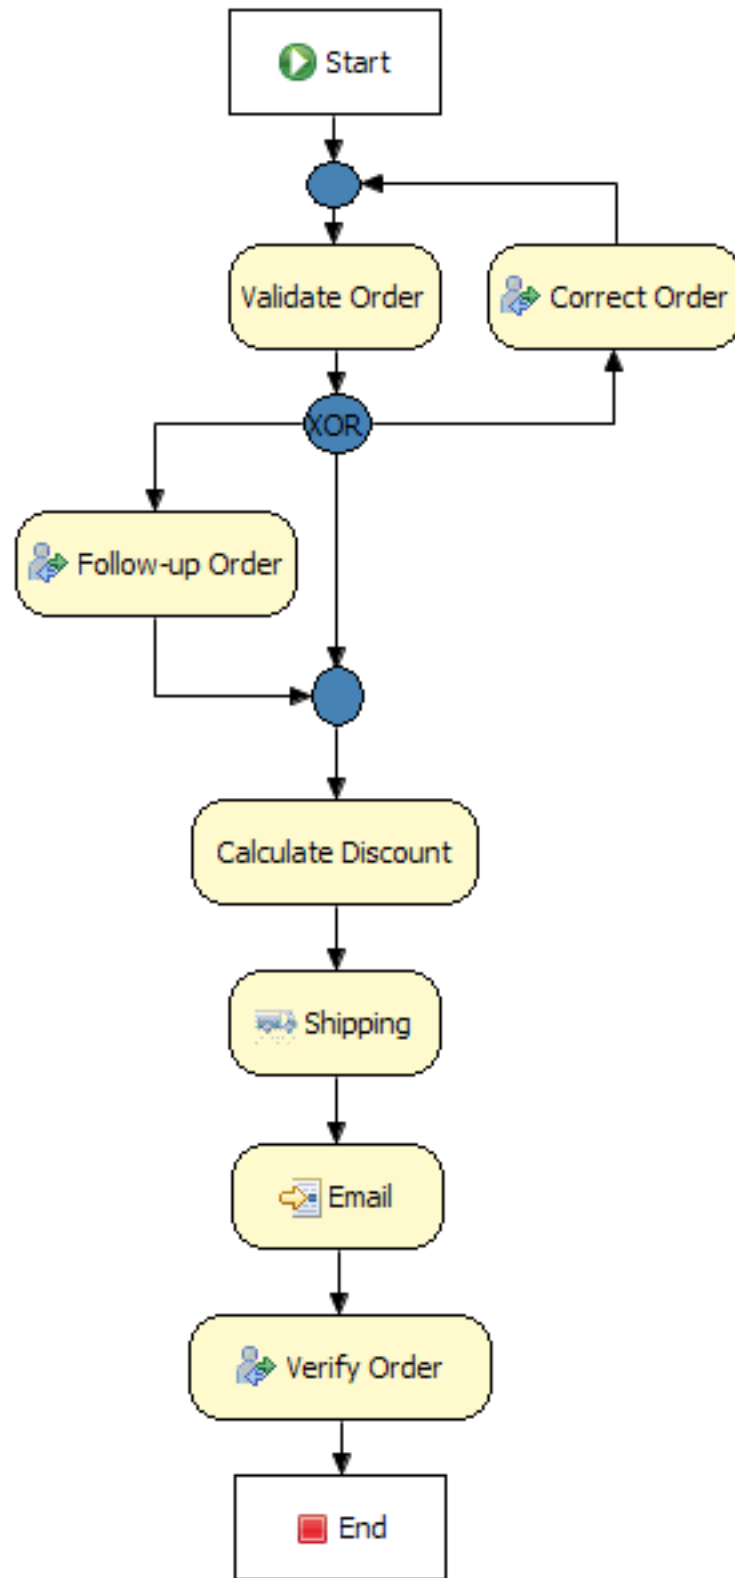 Start
Validate Order
Correct Order
XOR
Follow-up Order
Calculate Discount
Shipping
Email
Verify Order
End